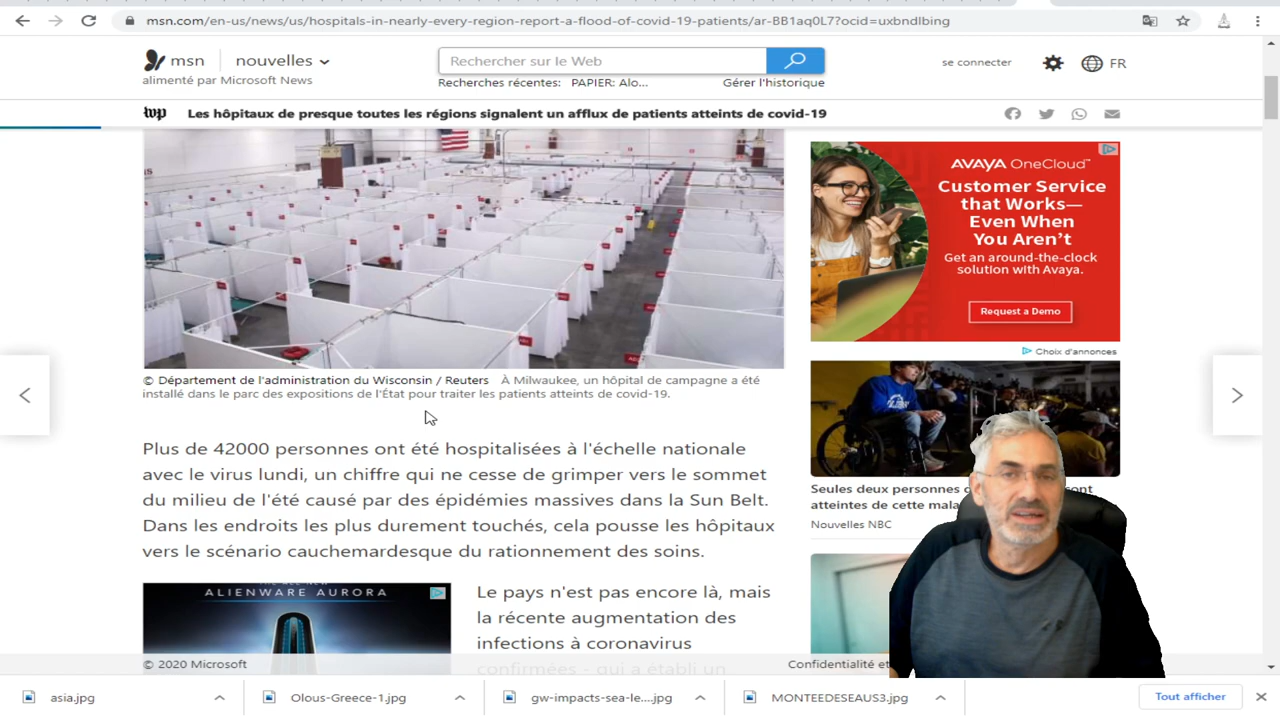 msn.com/en-us/news/us/hospitals-in-nearly-every-region-report-a-flood-of-covid-19-patients/ar-BB1aq0L7?ocid=uxbndlbing
msn nouvelles
alimenté par Microsoft News
Rechercher sur le Web
Recherches récentes: PAPIER: Alo... Gérer l'historique
se connecter
FR
wp Les hôpitaux de presque toutes les régions signalent un afflux de patients atteints de covid-19
© Département de l'administration du Wisconsin / Reuters À Milwaukee, un hôpital de campagne a été
installé dans le parc des expositions de l'État pour traiter les patients atteints de covid-19.
Plus de 42000 personnes ont été hospitalisées à l'échelle nationale
avec le virus lundi, un chiffre qui ne cesse de grimper vers le sommet
du milieu de l'été causé par des épidémies massives dans la Sun Belt.
Dans les endroits les plus durement touchés, cela pousse les hôpitaux
vers le scénario cauchemardesque du rationnement des soins.
ALIENWARE AURORA
Le pays n'est pas encore là, mais
la récente augmentation des
infections à coronavirus
confirmées - qui a établi un
AVAYA OneCloud™
Customer Service
that Works—
Even When
You Aren't
Get an around-the-clock
solution with Avaya.
Request a Demo
Choix d'annonces
Seules deux personnes
atteintes de cette
Nouvelles NBC
© 2020 Microsoft
Confidentialité et
asia.jpg
Olous-Greece-1.jpg
gw-impacts-sea-le....jpg
MONTEEDESEAUS3.jpg
Tout afficher